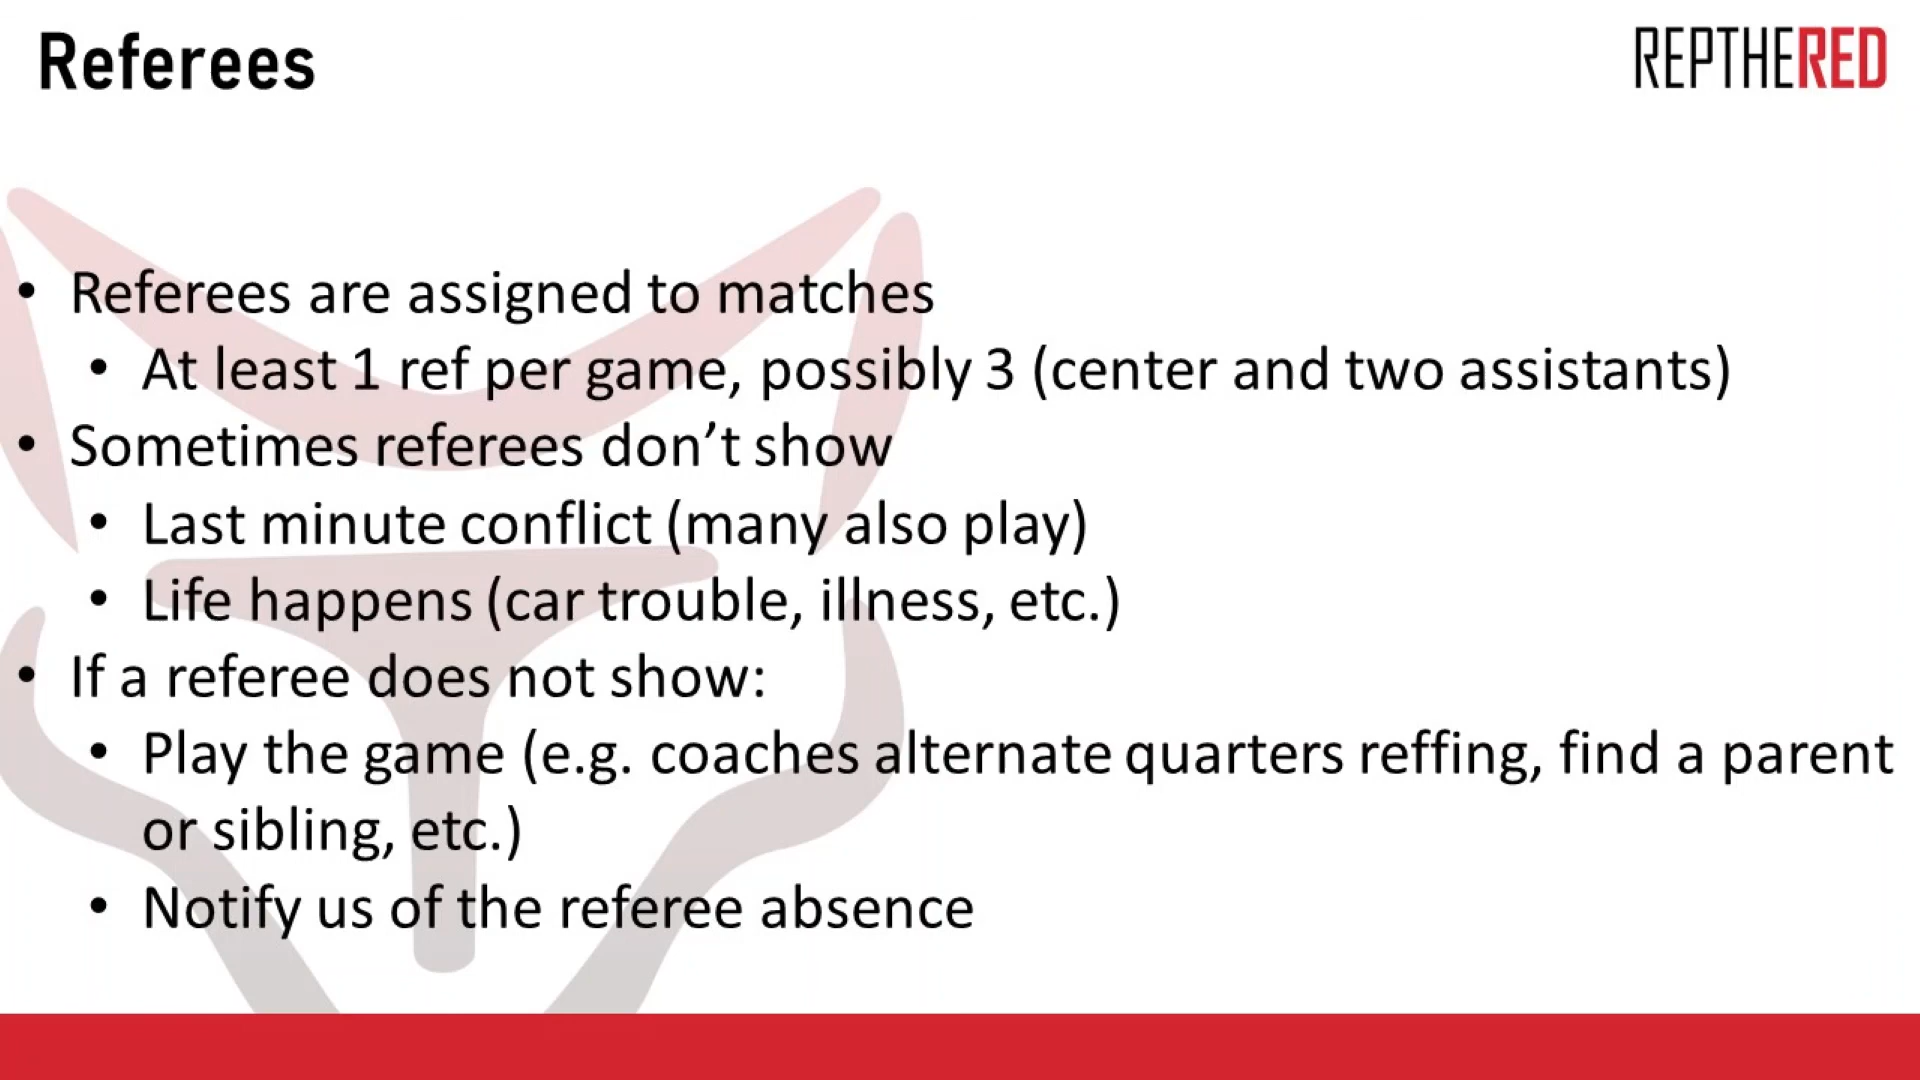 Referees
REPTHERED
• Referees are assigned to matches
• At least 1 ref per game, possibly 3 (center and two assistants)
• Sometimes referees don’t show
• Last minute conflict (many also play)
• Life happens (car trouble, illness, etc.)
• If a referee does not show:
• Play the game (e.g. coaches alternate quarters reffing, find a parent
or sibling, etc.)
• Notify us of the referee absence